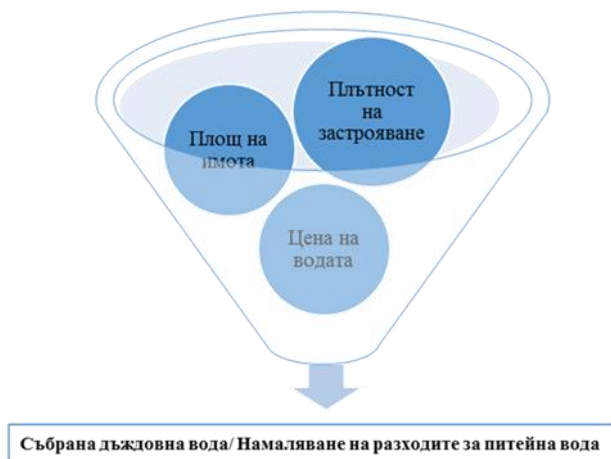 Плътност
на
застрояване
Площ на
имота
Цена на
водата
Събрана дъждовна вода/ Намаляване на разходите за питейна вода